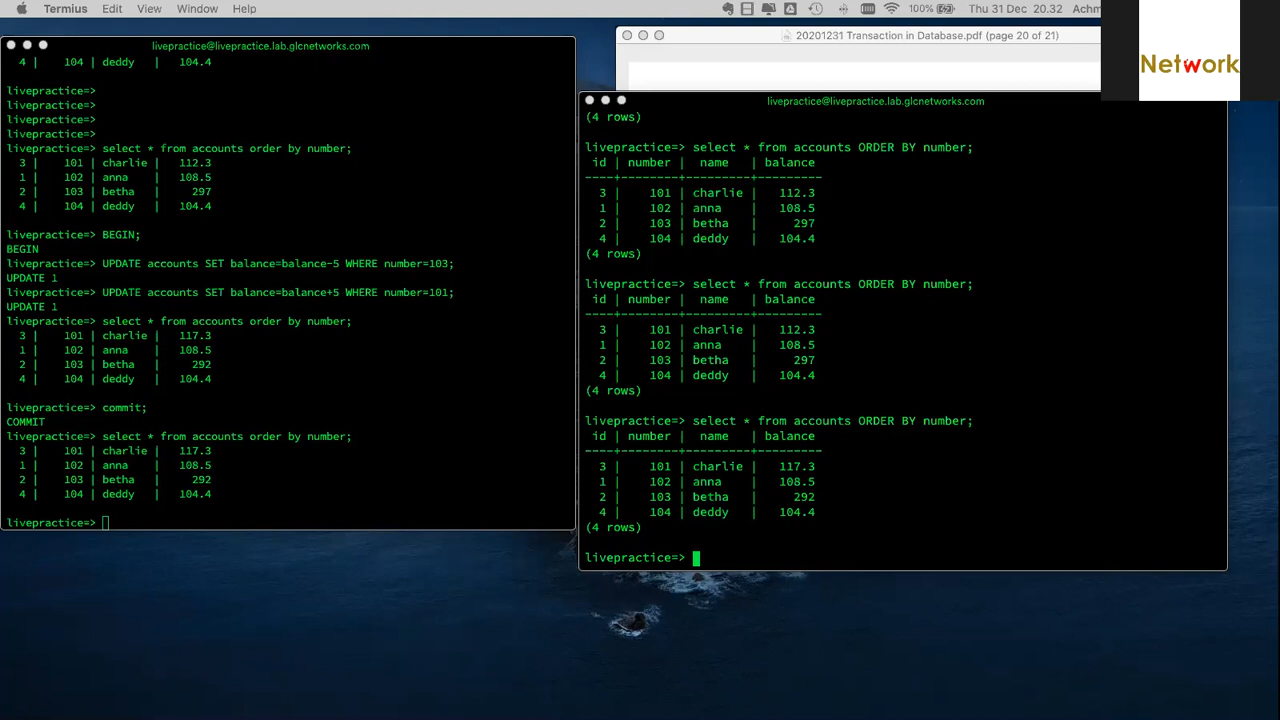 Termius Edit View Window Help 100% Thu 31 Dec 20.32 Achm
Network
livepractice@livepractice.lab.glcnetworks.com
4 | 104 | deddy | 104.4
livepractice=>
livepractice=>
livepractice=>
livepractice=>
livepractice=> select * from accounts order by number;
3 | 101 | charlie | 112.3
1 | 102 | anna | 108.5
2 | 103 | betha | 297
4 | 104 | deddy | 104.4
livepractice=> BEGIN;
BEGIN
livepractice=> UPDATE accounts SET balance=balance-5 WHERE number=103;
UPDATE 1
livepractice=> UPDATE accounts SET balance=balance+5 WHERE number=101;
UPDATE 1
livepractice=> select * from accounts order by number;
3 | 101 | charlie | 117.3
1 | 102 | anna | 108.5
2 | 103 | betha | 292
4 | 104 | deddy | 104.4
livepractice=> commit;
COMMIT
livepractice=> select * from accounts order by number;
3 | 101 | charlie | 117.3
1 | 102 | anna | 108.5
2 | 103 | betha | 292
4 | 104 | deddy | 104.4
livepractice=>
20201231 Transaction in Database.pdf (page 20 of 21)
livepractice@livepractice.lab.glcnetworks.com
(4 rows)
livepractice=> select * from accounts ORDER BY number;
id | number | name | balance
----+--------+---------+---------
3 | 101 | charlie | 112.3
1 | 102 | anna | 108.5
2 | 103 | betha | 297
4 | 104 | deddy | 104.4
(4 rows)
livepractice=> select * from accounts ORDER BY number;
id | number | name | balance
----+--------+---------+---------
3 | 101 | charlie | 112.3
1 | 102 | anna | 108.5
2 | 103 | betha | 297
4 | 104 | deddy | 104.4
(4 rows)
livepractice=> select * from accounts ORDER BY number;
id | number | name | balance
----+--------+---------+---------
3 | 101 | charlie | 117.3
1 | 102 | anna | 108.5
2 | 103 | betha | 292
4 | 104 | deddy | 104.4
(4 rows)
livepractice=>